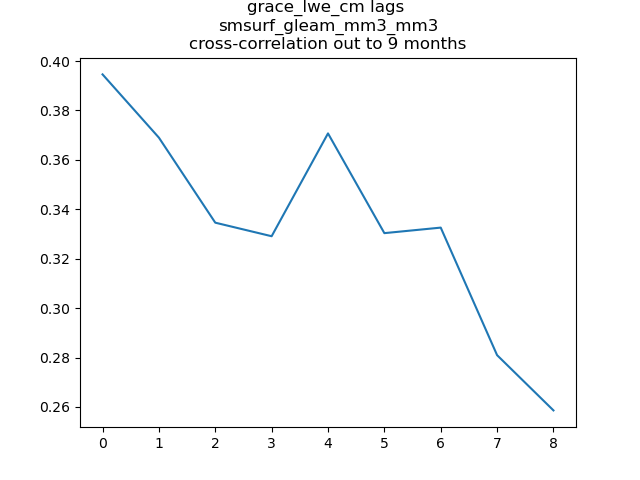 grace_lwe_cm lags
smsurf_gleam_mm3_mm3
cross-correlation out to 9 months
0.40
0.38
0.36
0.34
0.32
0.30
0.28
0.26
0 1 2 3 4 5 6 7 8